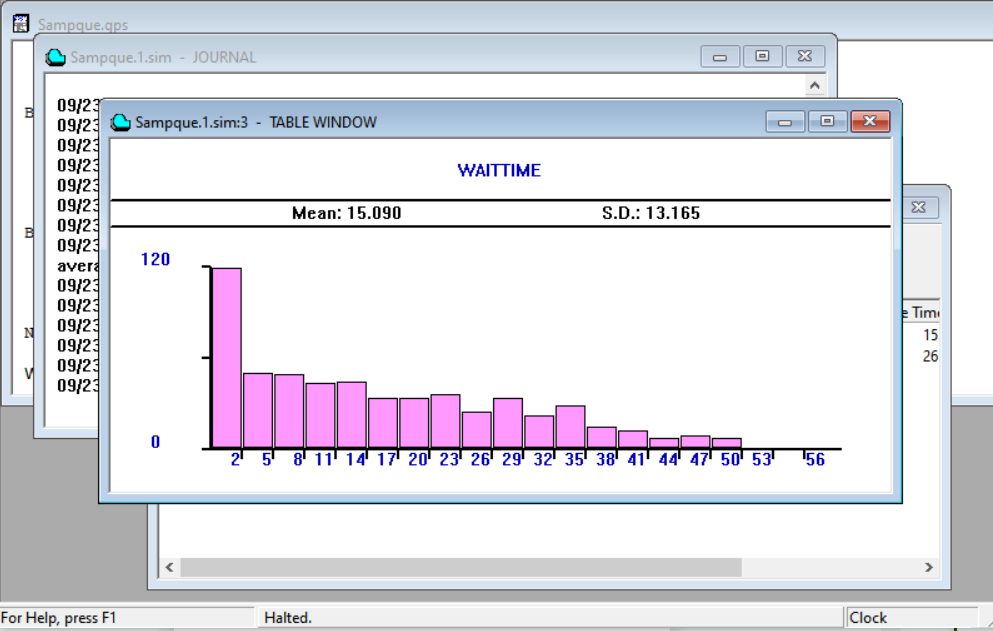 Sampque.gps
Sampque.1.sim - JOURNAL
B
09/23
09/23
09/23
09/23
09/23
09/23
09/23
09/23
avera
09/23
09/23
09/23
09/23
09/23
09/23
B
N
Sampque.1.sim:3 - TABLE WINDOW
WAITTIME
Mean: 15.090 S.D.: 13.165
120
0
2 5 8 11 14 17 20 23 26 29 32 35 38 41 44 47 50 53 56
e Time
15
26
For Help, press F1 Halted. Clock